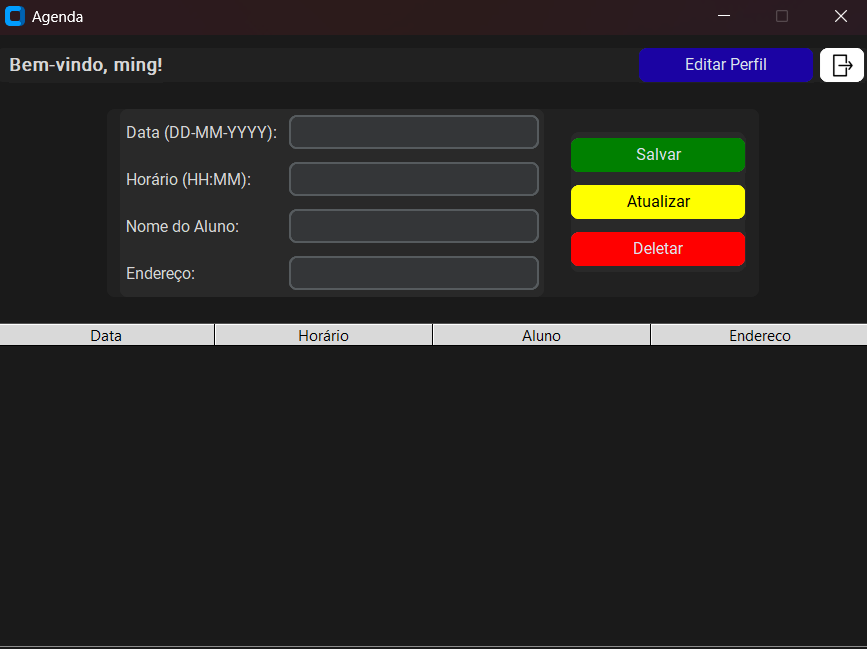 Agenda
Bem-vindo, ming!
Editar Perfil
Data (DD-MM-YYYY):
Salvar
Horário (HH:MM):
Atualizar
Nome do Aluno:
Deletar
Endereço:
Data Horário Aluno Endereco